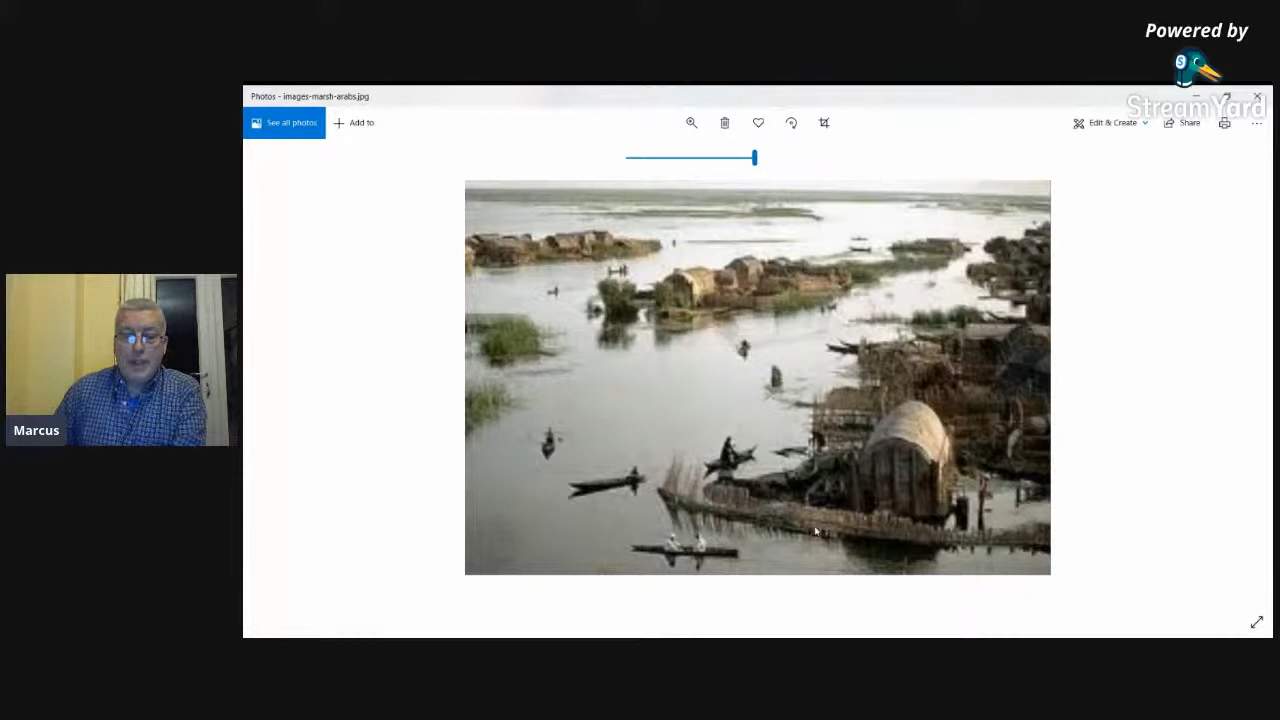 Powered by
StreamYard
Photos - images-marsh-arabs.jpg
See all photos
Add to
Edit & Create
Share
Marcus